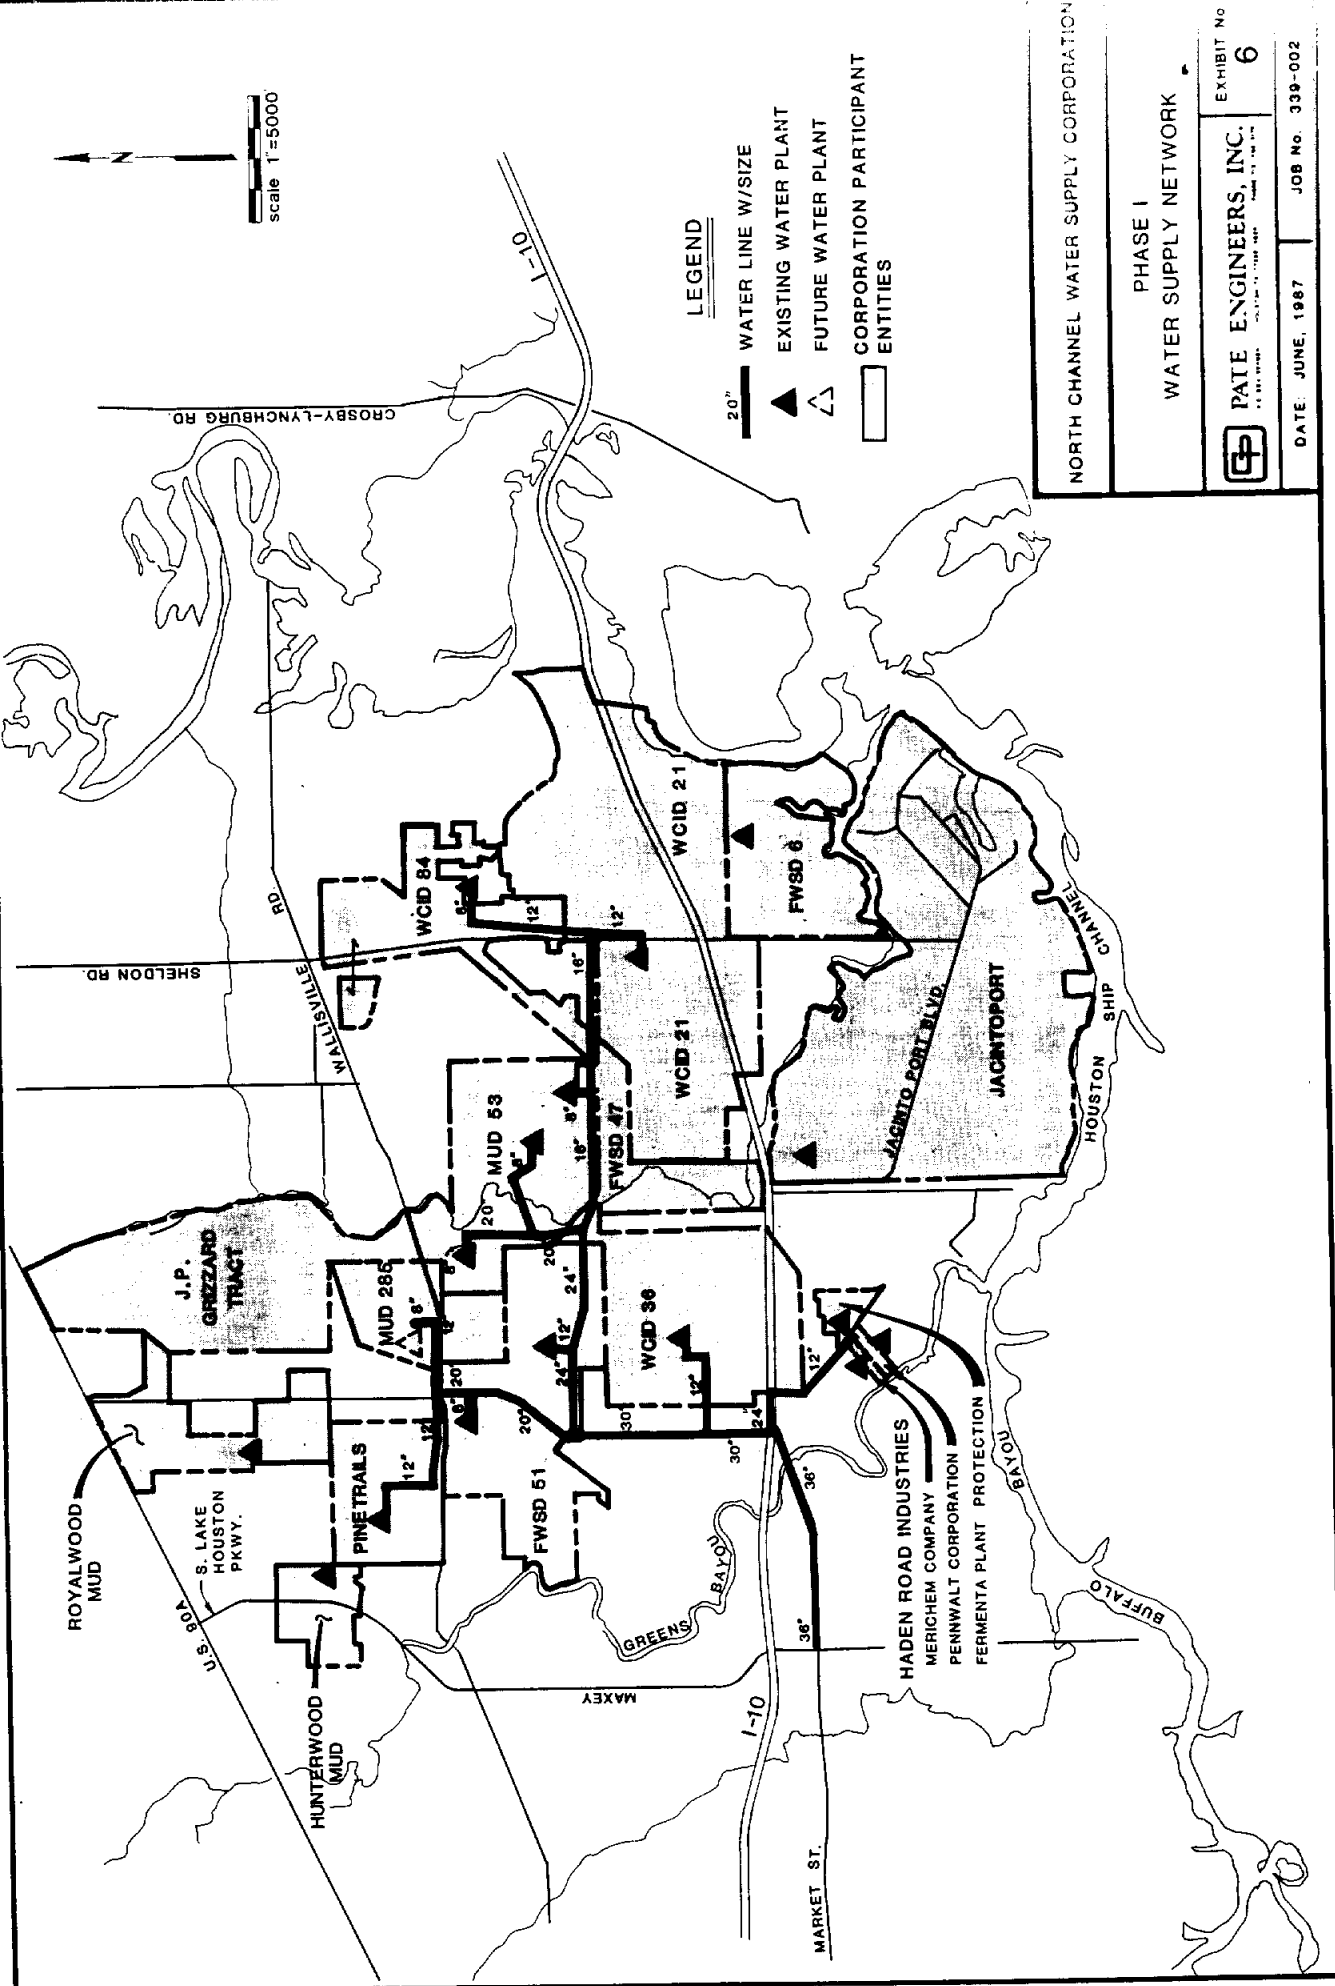 N
scale 1"=5000'
U.S. 90A
ROYALWOOD
MUD
S. LAKE
HOUSTON
PKWY.
HUNTERWOOD
MUD
J.P.
GRIZZARD
TRACT
PINETRAILS
12"
12"
MUD 285
8"
12"
20"
6"
8"
20"
FWSD 51
20"
20"
24"
24"
12"
MUD 53
8"
8"
16"
FWSD 47
SHELDON RD.
WALLISVILLE
RD.
WCID 84
6"
12"
12"
16"
CROSBY-LYNCHBURG RD.
I-10
WCID 21
WCID 21
FWSD 6
WCID 36
12"
30"
30"
24"
12"
36"
36"
GREENS
BAYOU
MAXEY
I-10
MARKET ST.
HADEN ROAD INDUSTRIES
MERICHEM COMPANY
PENNWALT CORPORATION
FERMENTA PLANT PROTECTION
JACINTO PORT BLVD.
JACINTOPORT
HOUSTON
SHIP
CHANNEL
BUFFALO
BAYOU
LEGEND
20"
WATER LINE W/SIZE
EXISTING WATER PLANT
FUTURE WATER PLANT
CORPORATION PARTICIPANT
ENTITIES
NORTH CHANNEL WATER SUPPLY CORPORATION
PHASE I
WATER SUPPLY NETWORK
PATE ENGINEERS, INC.
EXHIBIT No
6
DATE: JUNE, 1987
JOB No. 339-002